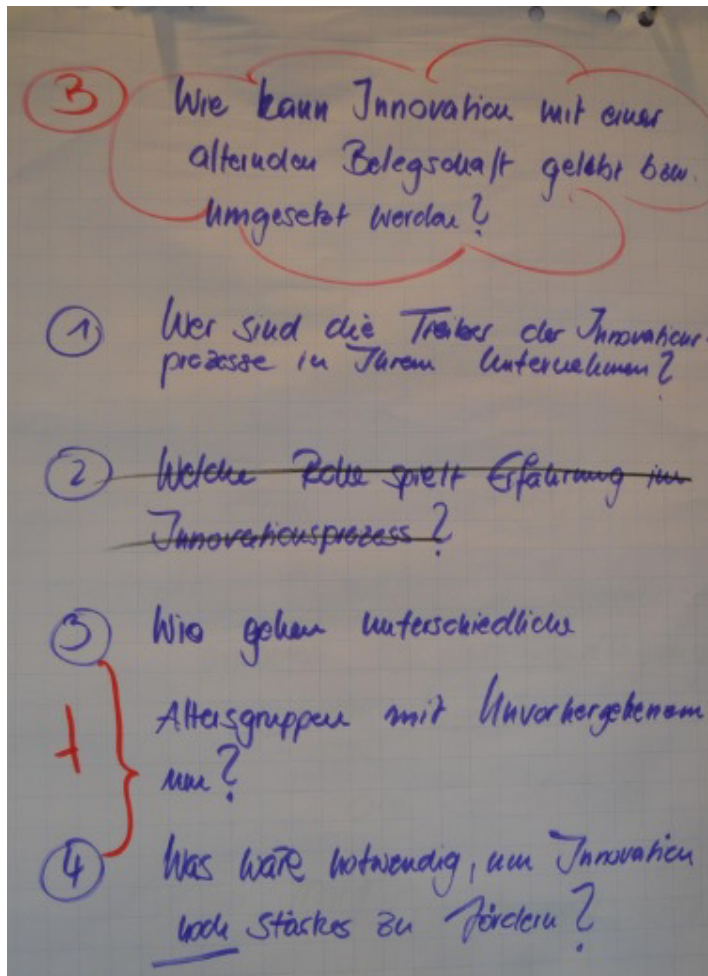 3 Wie kann Innovation mit einer
alternden Belegschaft gelebt bzw.
umgesetzt werden?
1 Wer sind die Treiber der Innovations-
prozesse in Ihrem Unternehmen?
2 Welche Rolle spielt Erfahrung im
Innovationsprozess?
3 Wie gehen unterschiedliche
Altersgruppen mit Unvorhergesehenem
um?
4 Was wäre notwendig, um Innovation
noch stärker zu fördern?